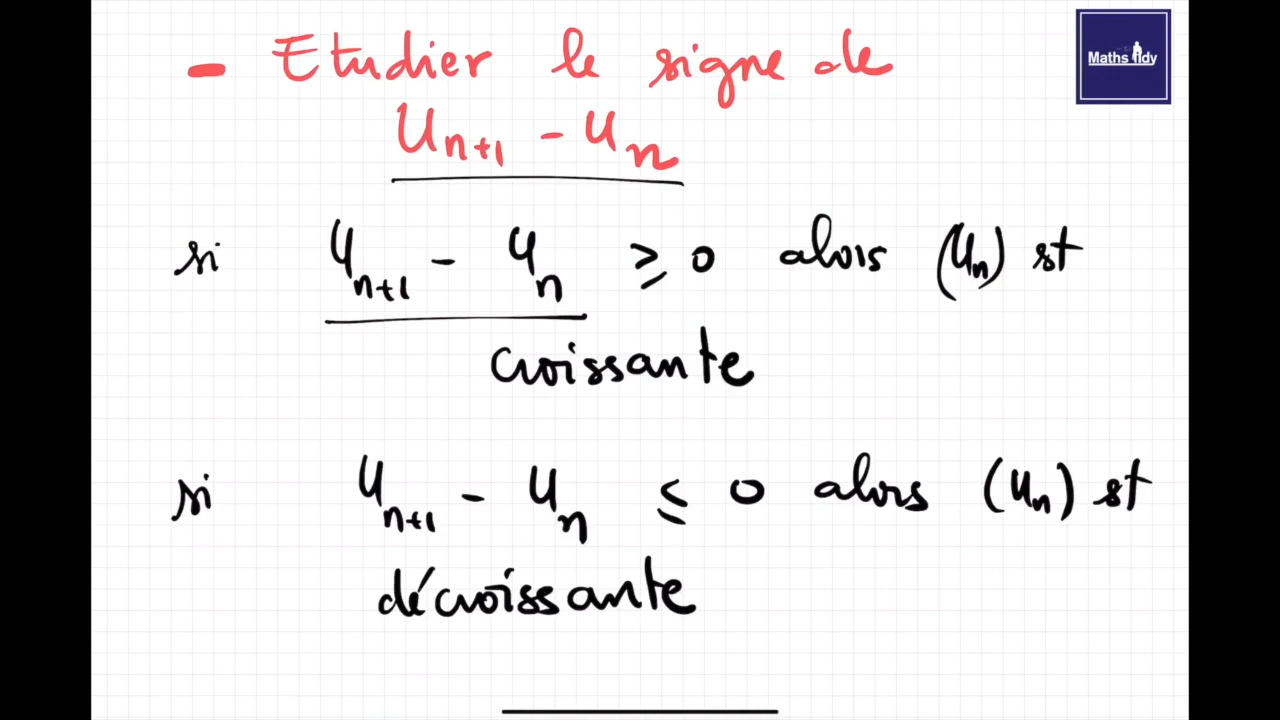 - Etudier le signe de
Uₙ₊₁ - Uₙ
Maths idy
si Uₙ₊₁ - Uₙ ≥ 0 alors (Uₙ) st
croissante
si Uₙ₊₁ - Uₙ ≤ 0 alors (Uₙ) st
décroissante